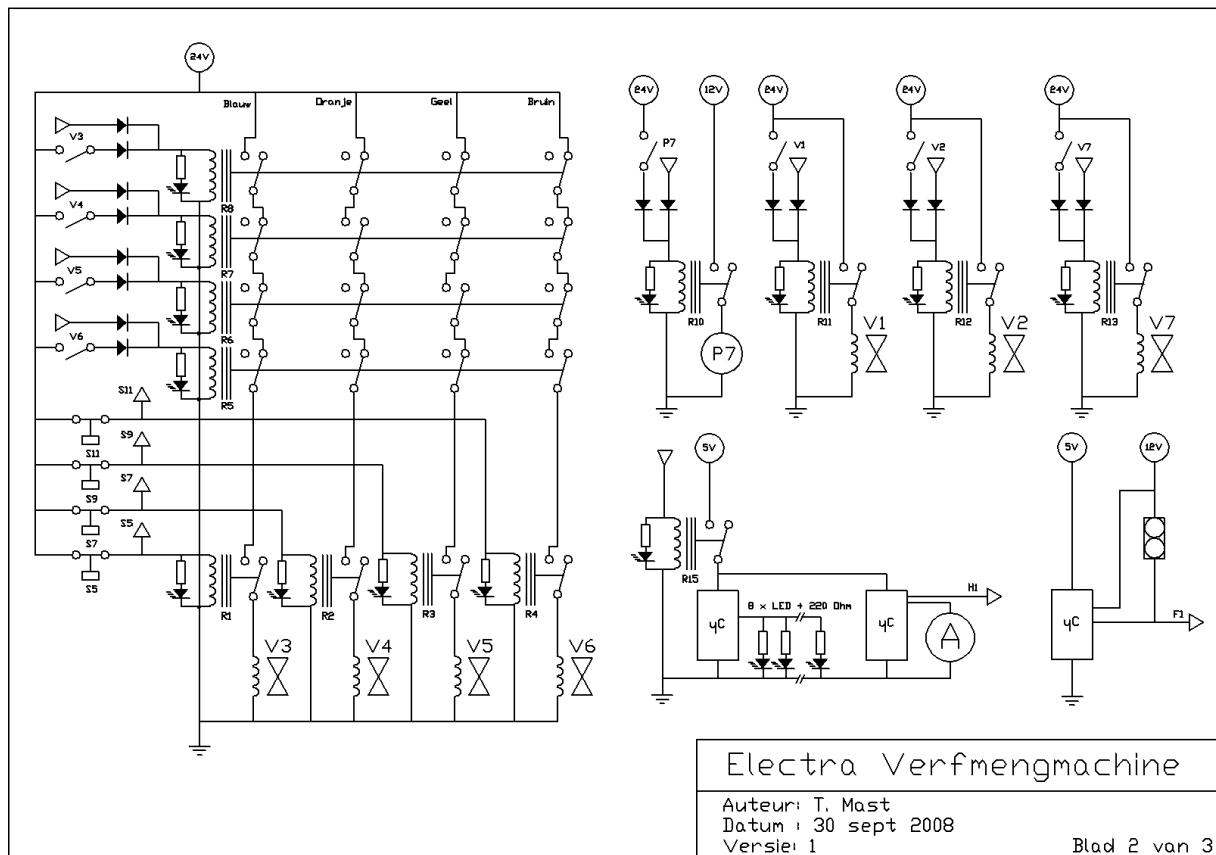 24V
Blauw Oranje Geel Bruin
V3
R8
V4
R7
V5
R6
V6
R5
S11
S11
S9
S9
S7
S7
S5
S5
R1 R2 R3 R4
V3 V4 V5 V6
24V 12V 24V 24V 24V
P7 V1 V2 V7
R10 R11 R12 R13
P7 V1 V2 V7
5V
R15
H1
8 x LED + 220 Ohm
yC yC A
5V 12V
yC
F1
Electra Verfmengmachine
Auteur: T. Mast
Datum : 30 sept 2008
Versie: 1 Blad 2 van 3